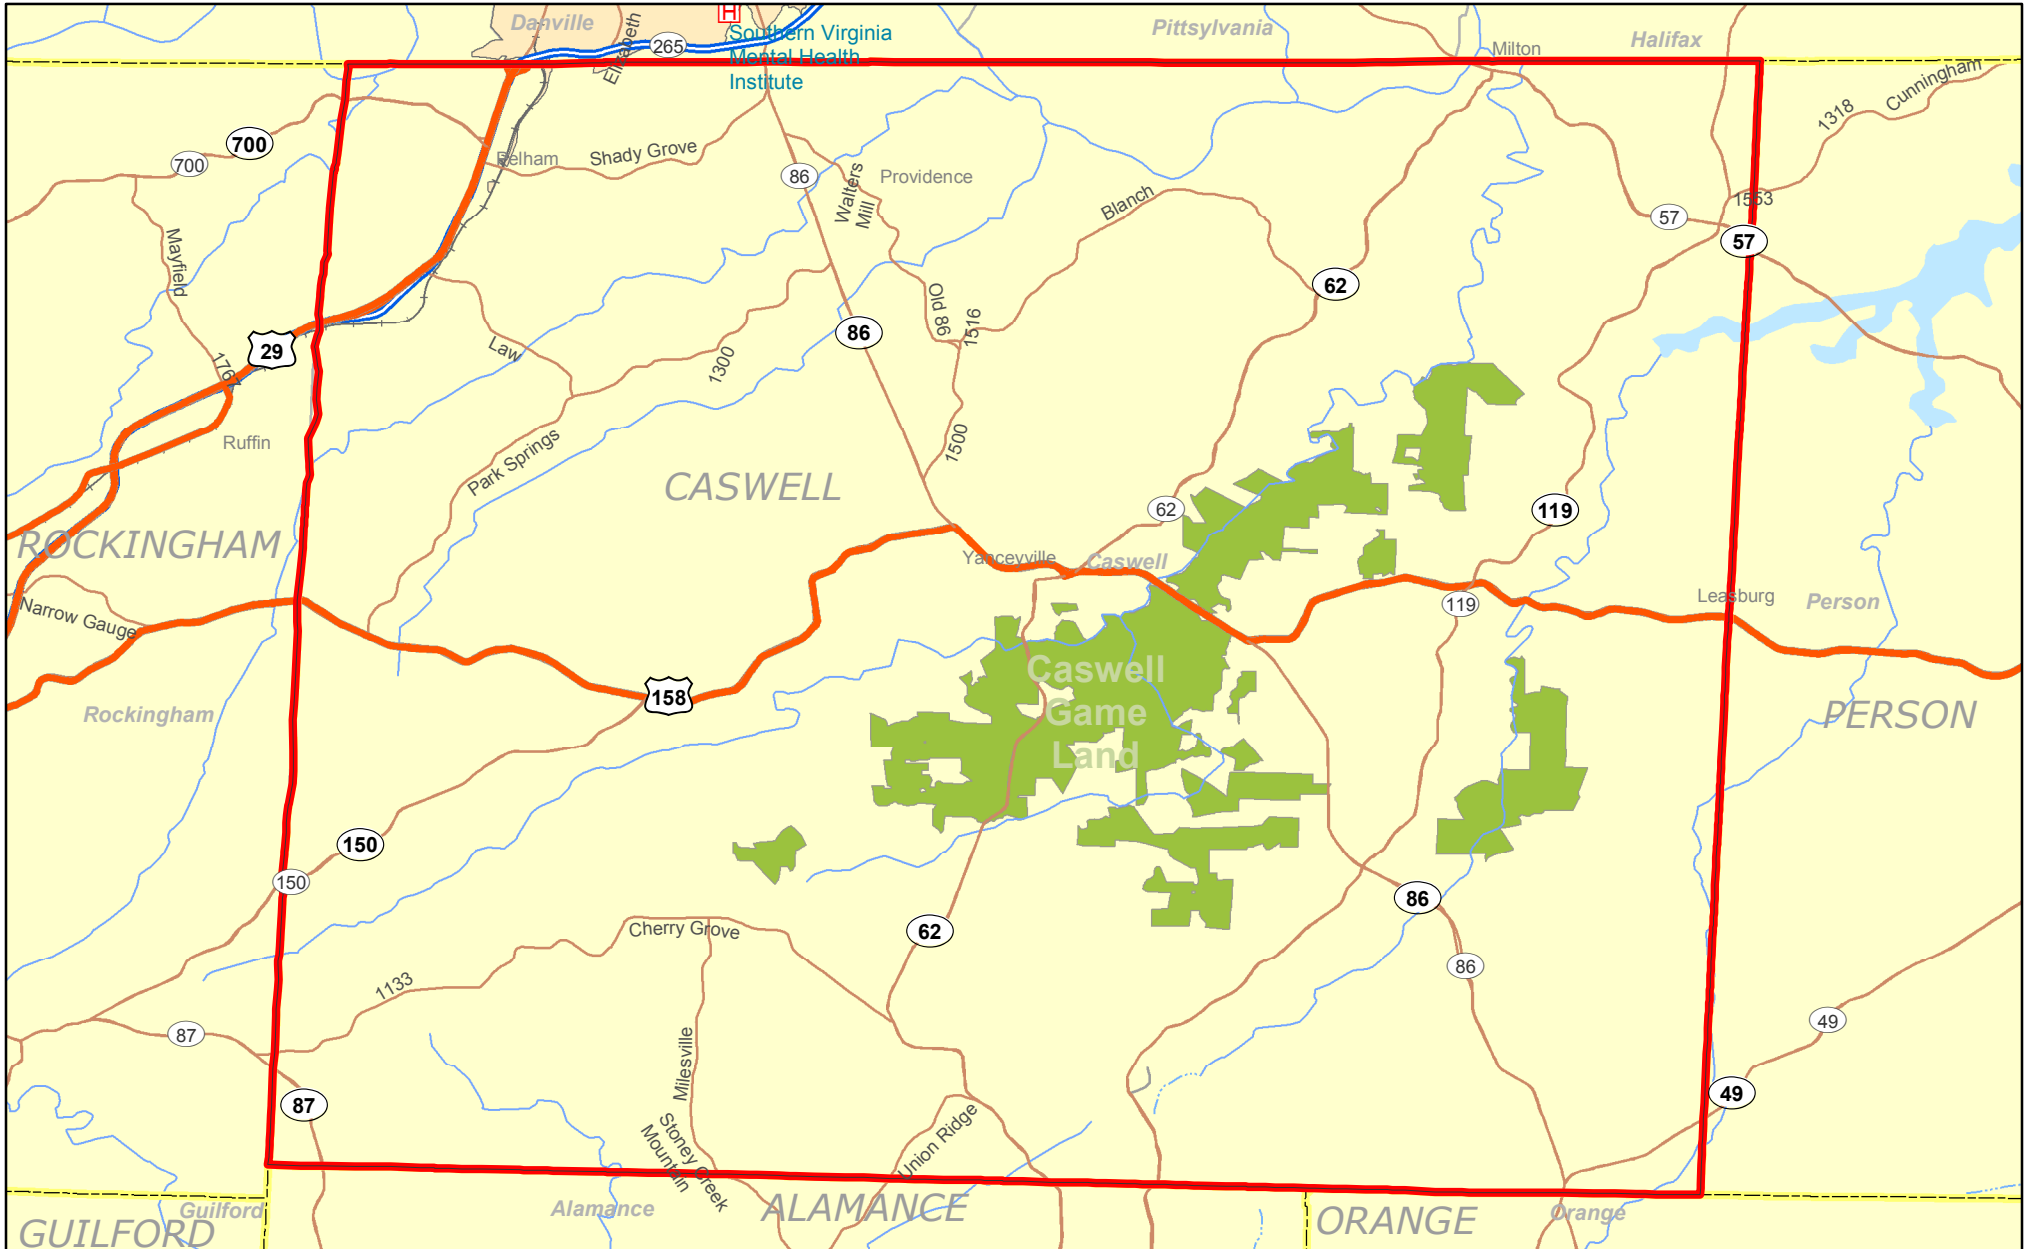 Danville
Elizabeth
H
265
Southern Virginia
Mental Health
Institute
Pittsylvania
Milton
Halifax
Cunningham
1318
700
700
Pelham
Shady Grove
86
Walters
Mill
Providence
Blanch
57
1553
57
Mayfield
29
1767
Law
1300
86
Old 86
1516
62
Ruffin
Park Springs
1500
CASWELL
62
119
ROCKINGHAM
Yanceyville
Caswell
Narrow Gauge
119
Leasburg
Person
Rockingham
158
Caswell
Game
Land
PERSON
150
150
86
62
Cherry Grove
86
1133
87
49
Milesville
87
49
Stoney Creek
Mountain
Union Ridge
Guilford
GUILFORD
Alamance
ALAMANCE
ORANGE
Orange